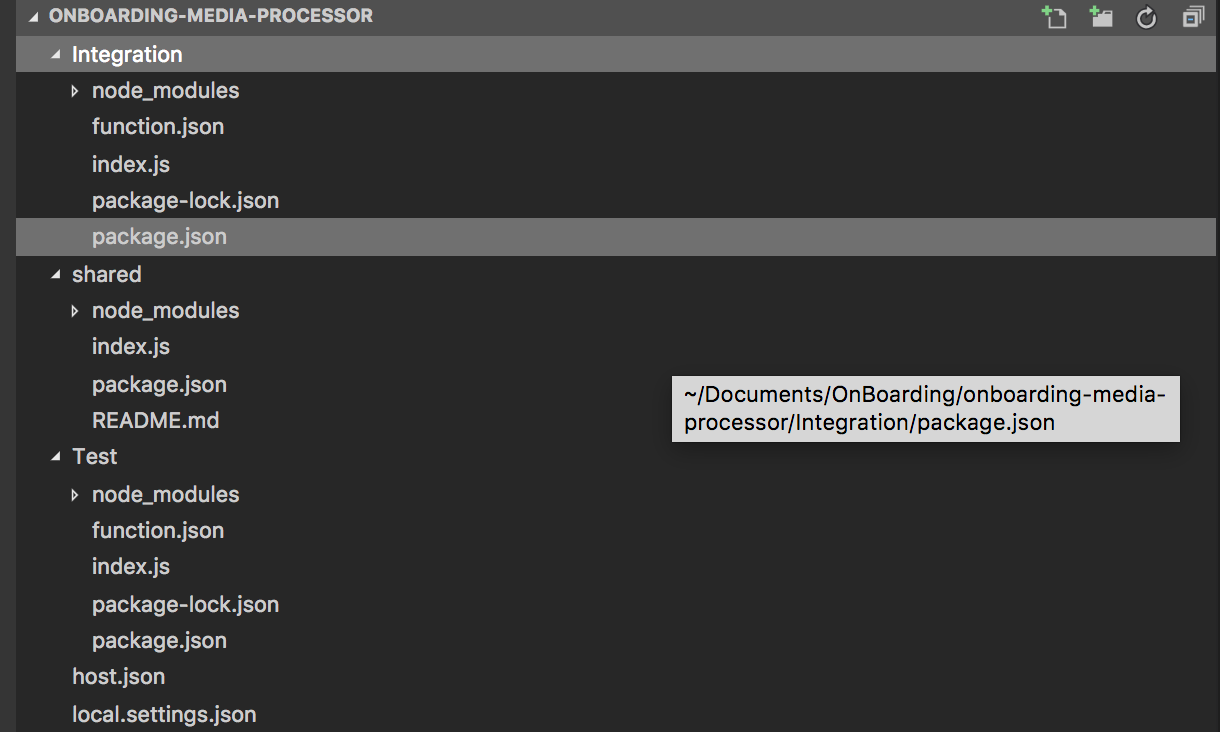 ONBOARDING-MEDIA-PROCESSOR
Integration
node_modules
function.json
index.js
package-lock.json
package.json
shared
node_modules
index.js
package.json
README.md
~/Documents/OnBoarding/onboarding-media-
processor/Integration/package.json
Test
node_modules
function.json
index.js
package-lock.json
package.json
host.json
local.settings.json